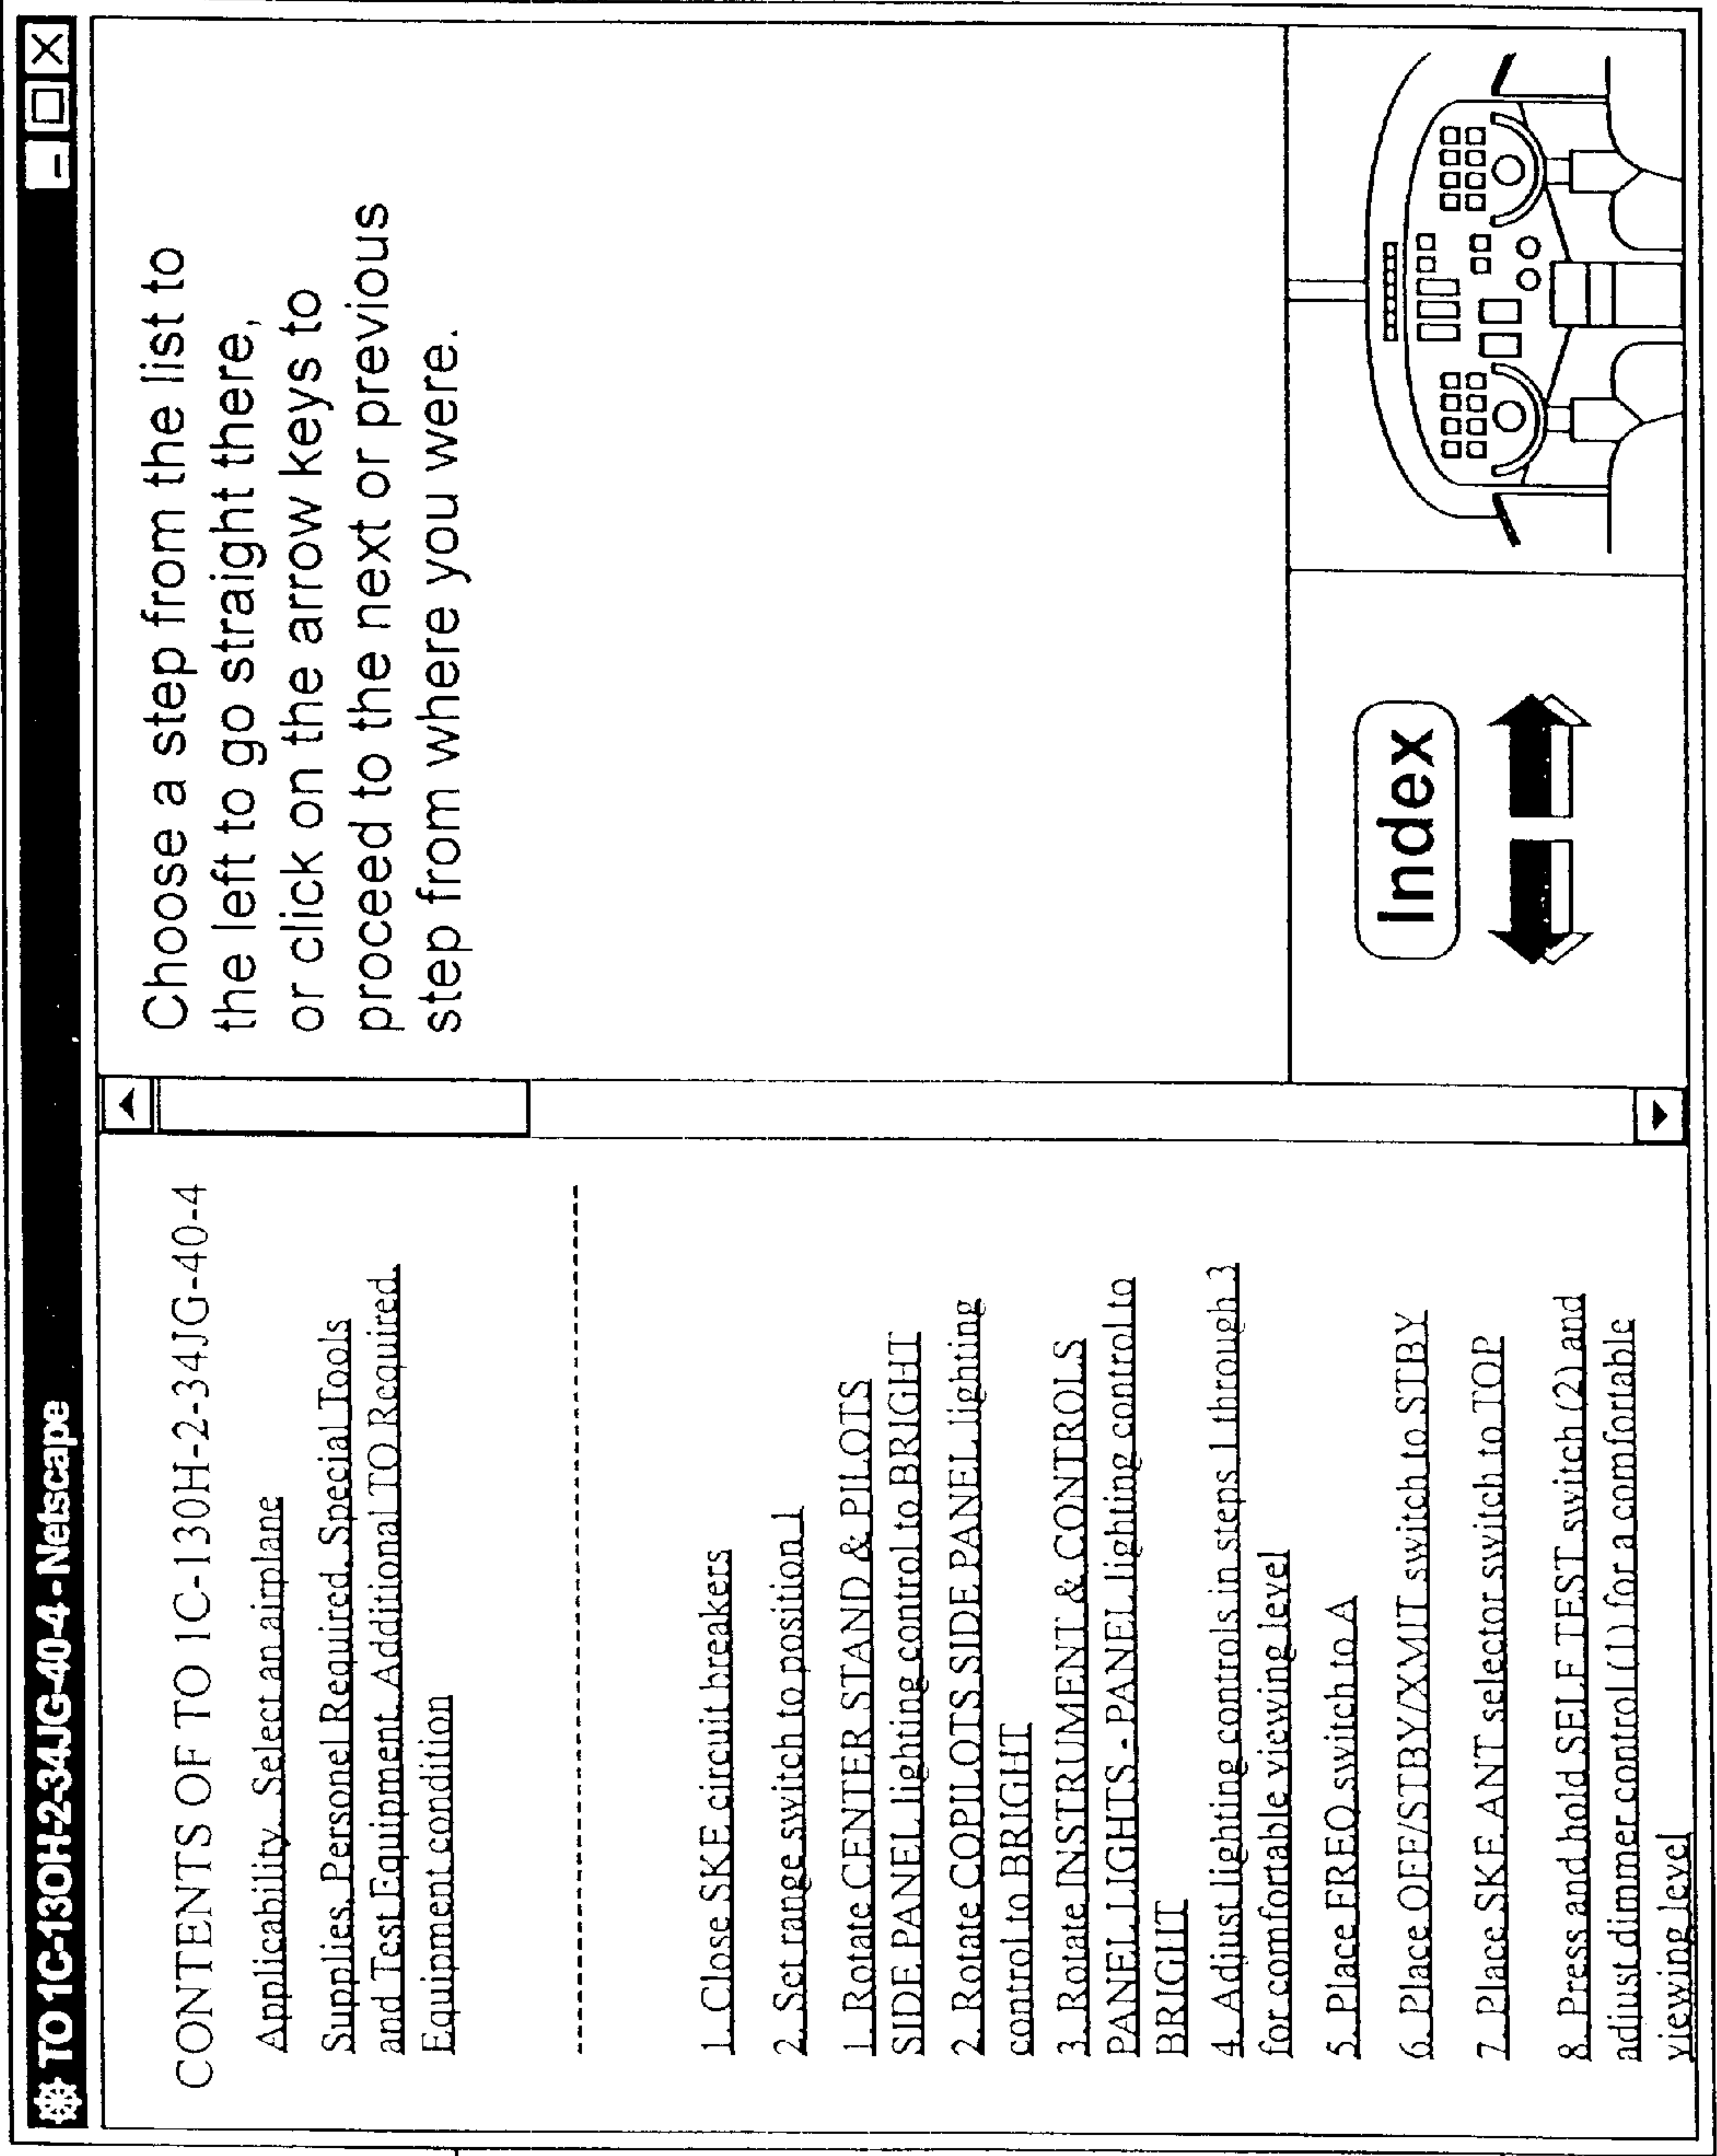 TO 1C-130H-2-34JG-40-4 - Netscape
CONTENTS OF TO 1C-130H-2-34JG-40-4
Applicability. Select an airplane
Supplies. Personel Required. Special Tools
and Test Equipment. Additional TO Required.
Equipment condition
1. Close SKE circuit breakers
2. Set range switch to position 1
1. Rotate CENTER STAND & PILOTS
SIDE PANEL lighting control to BRIGHT
2. Rotate COPILOTS SIDE PANEL lighting
control to BRIGHT
3. Rotate INSTRUMENT & CONTROLS
PANEL LIGHTS - PANEL lighting control to
BRIGHT
4. Adjust lighting controls in steps 1 through 3
for comfortable viewing level
5. Place FREQ switch to A
6. Place OFF/STBY/XMIT switch to STBY
7. Place SKE ANT selector switch to TOP
8. Press and hold SELF TEST switch (2) and
adjust dimmer control (1) for a comfortable
viewing level
Choose a step from the list to
the left to go straight there,
or click on the arrow keys to
proceed to the next or previous
step from where you were.
Index